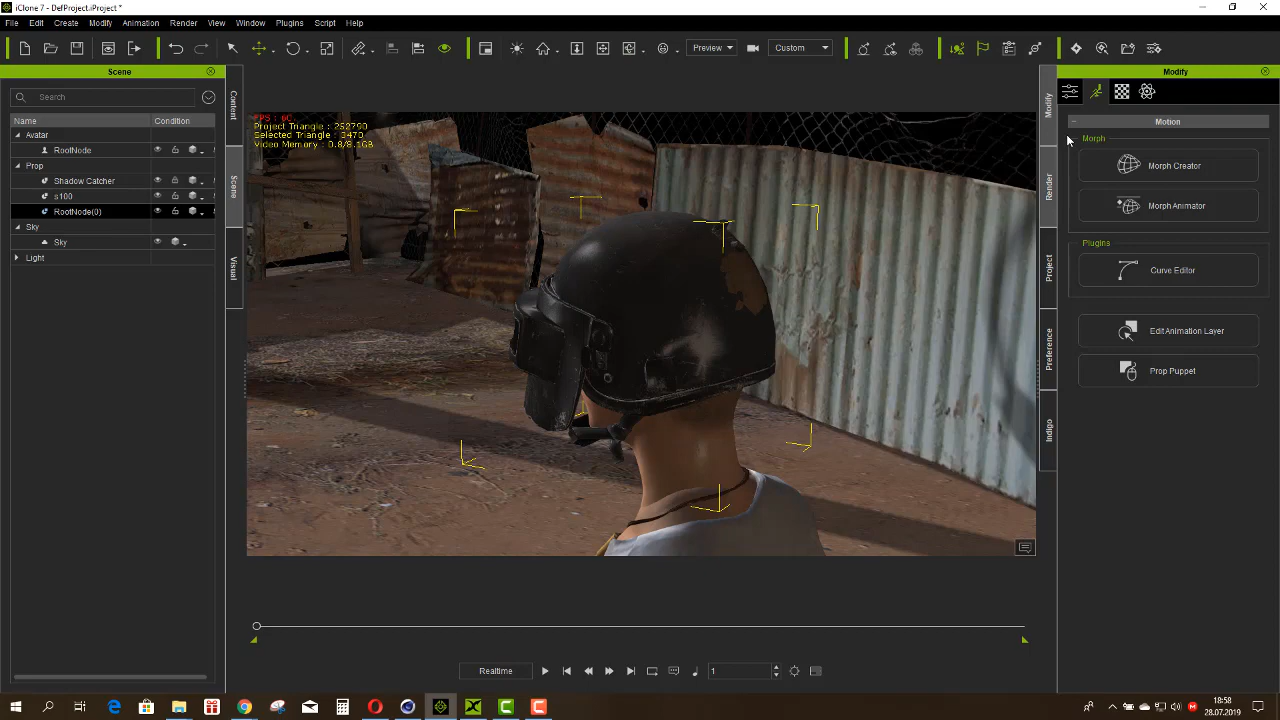 iClone 7 - DefProject.iProject *
File Edit Create Modify Animation Render View Window Plugins Script Help
Preview Custom
Scene
Search
Name Condition
Avatar
RootNode
Prop
Shadow Catcher
s100
RootNode(0)
Sky
Sky
Light
Content
Scene
Visual
FPS : 60
Project Triangle : 252790
Selected Triangle : 3470
Video Memory : 0.8/8.1GB
Modify
Render
Project
Preference
Indigo
Modify
Motion
Morph
Morph Creator
Morph Animator
Plugins
Curve Editor
Edit Animation Layer
Prop Puppet
Realtime 1
18:58
28.07.2019